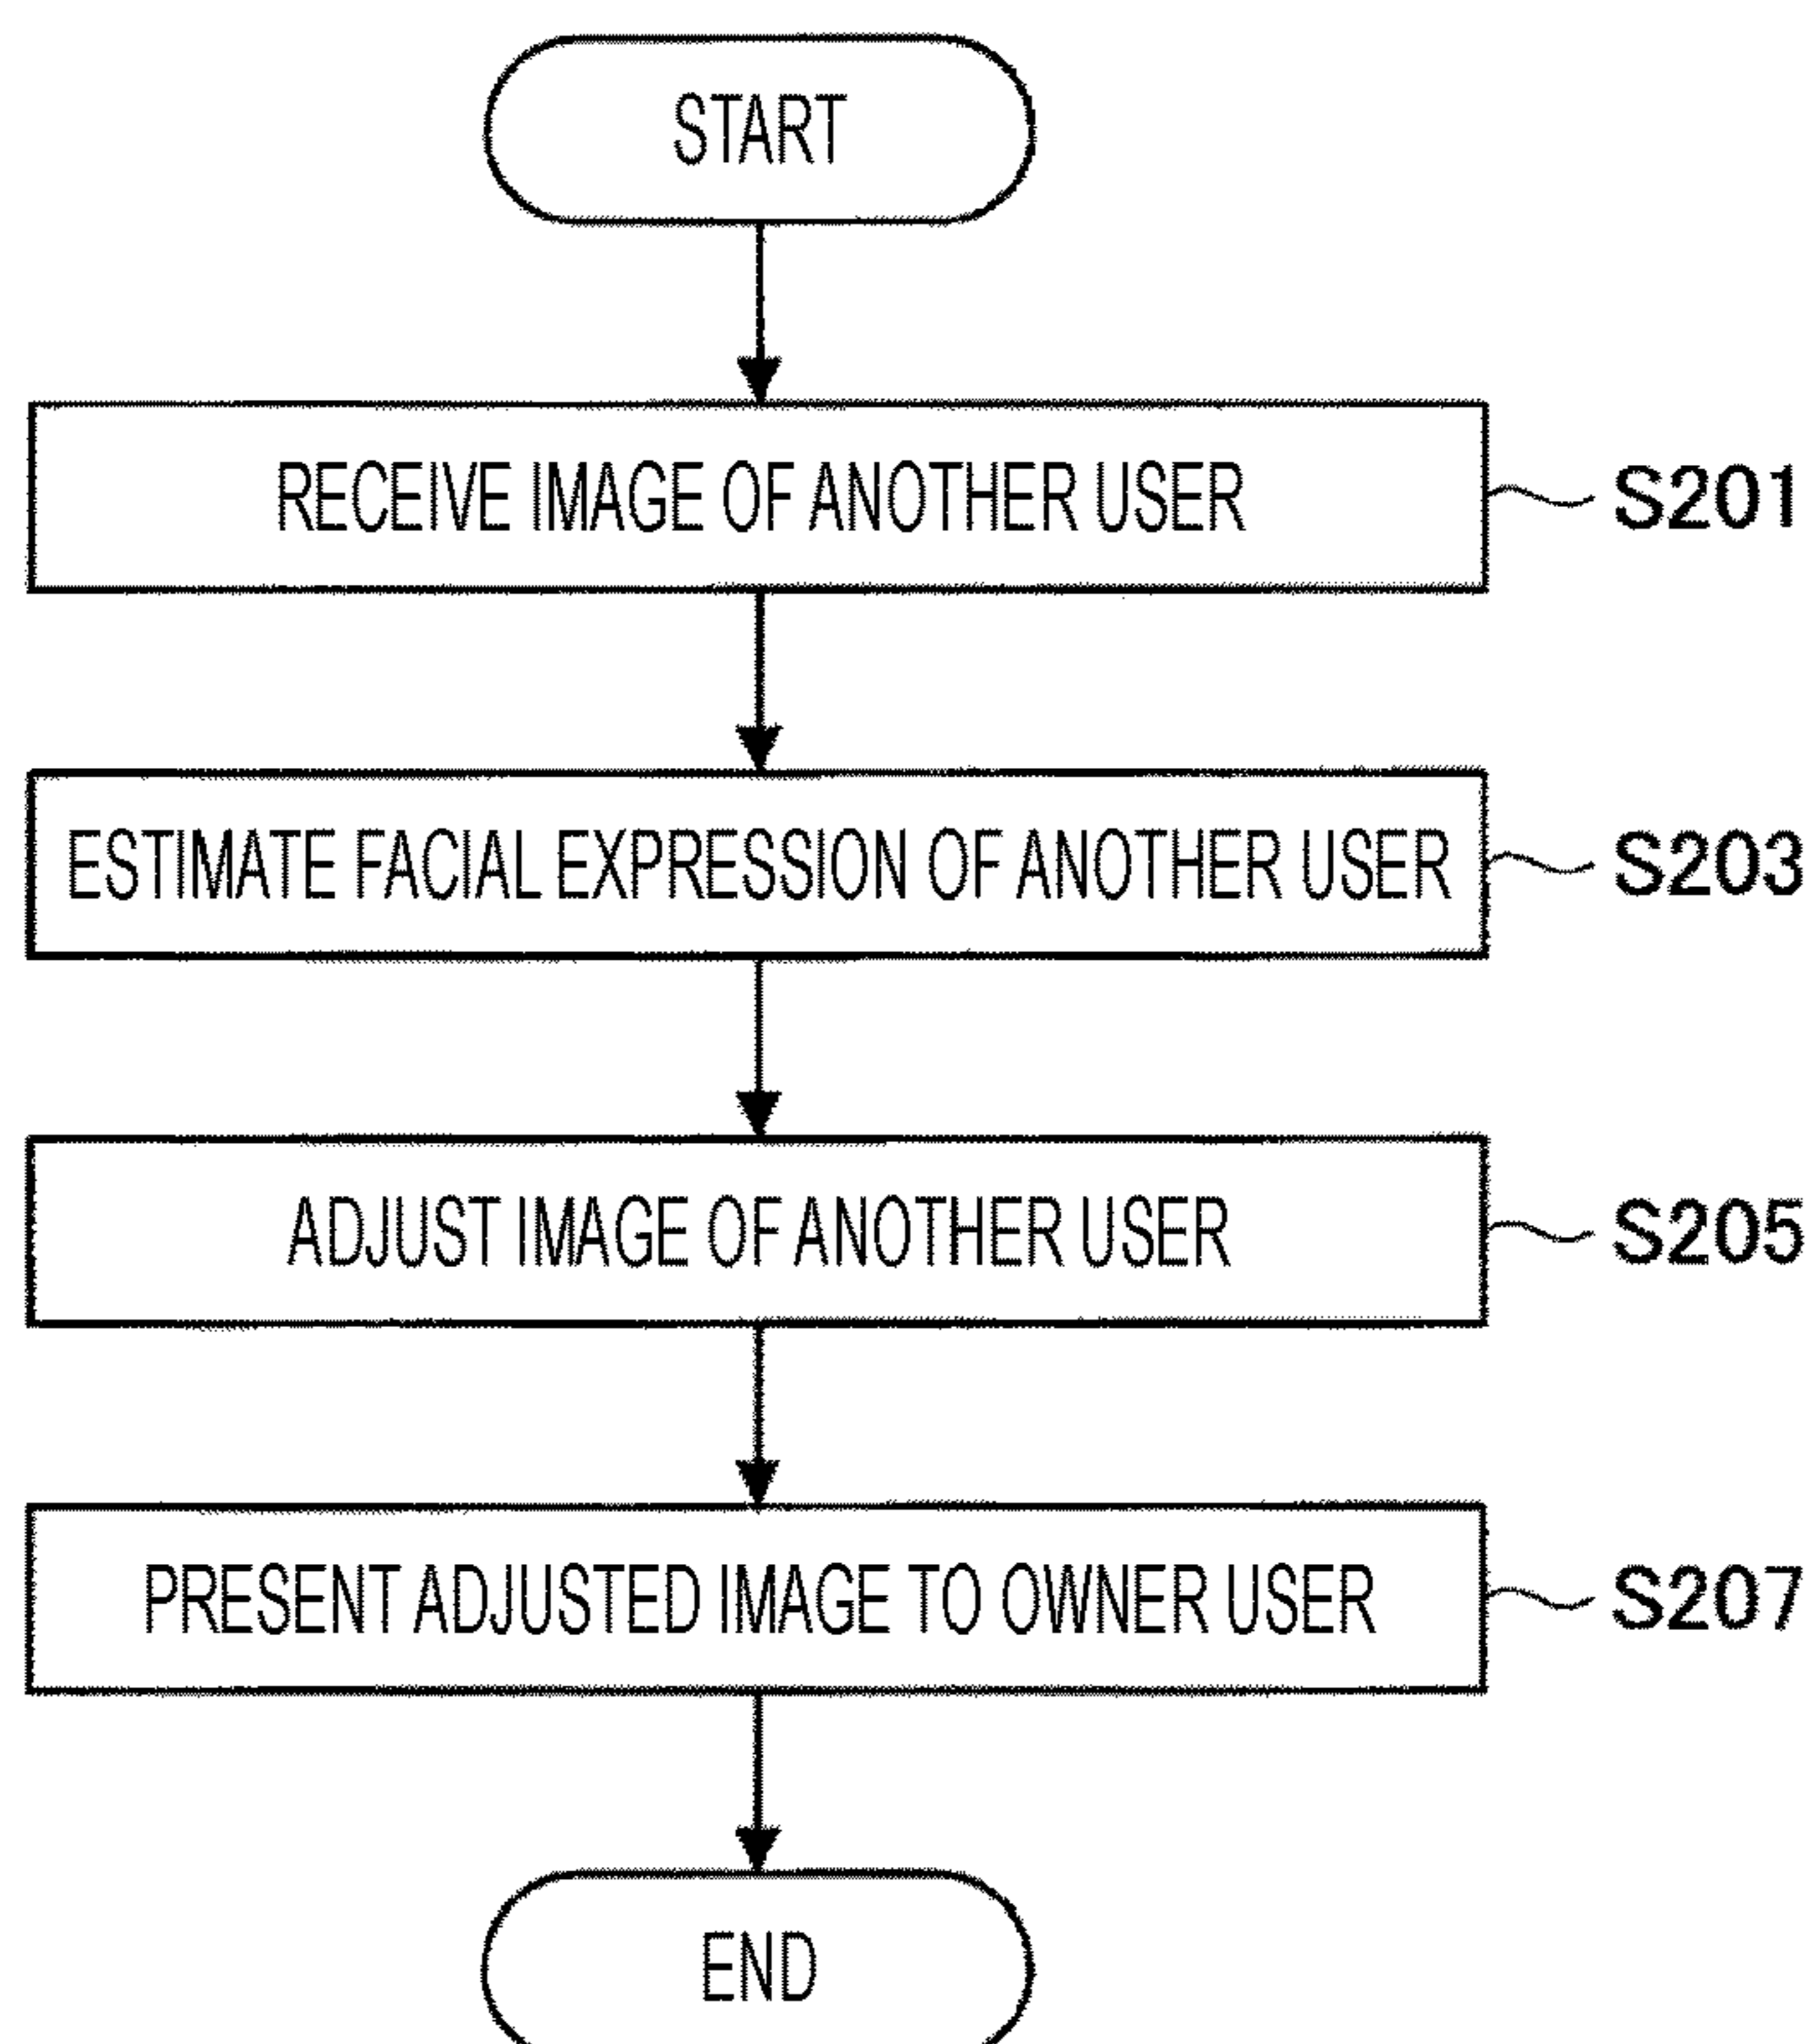 START
RECEIVE IMAGE OF ANOTHER USER
S201
ESTIMATE FACIAL EXPRESSION OF ANOTHER USER
S203
ADJUST IMAGE OF ANOTHER USER
S205
PRESENT ADJUSTED IMAGE TO OWNER USER
S207
END